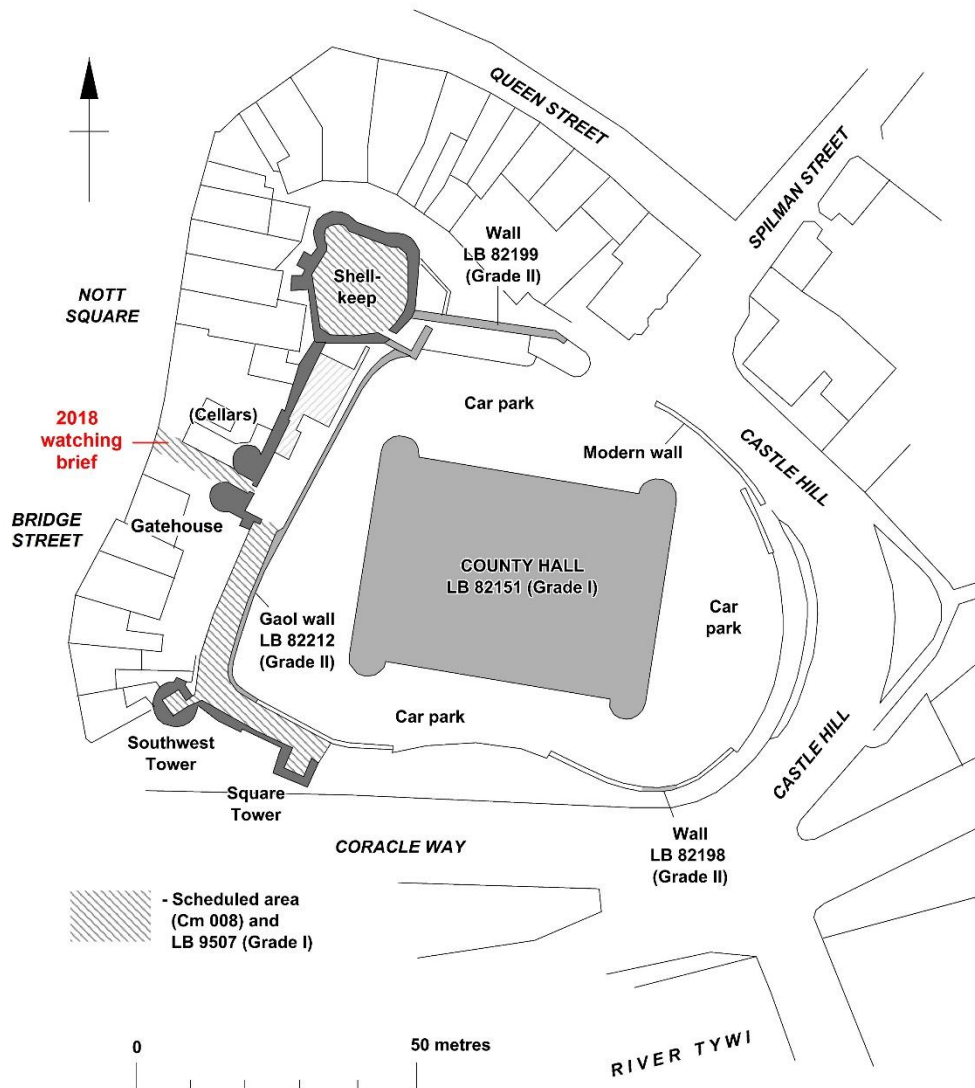 QUEEN STREET
SPILMAN STREET
Wall
LB 82199
(Grade II)
Shell-
keep
NOTT
SQUARE
Car park
(Cellars)
2018
watching
brief
Modern wall
CASTLE HILL
BRIDGE
STREET
Gatehouse
COUNTY HALL
LB 82151 (Grade I)
Gaol wall
LB 82212
(Grade II)
Car
park
Car park
Southwest
Tower
Square
Tower
CASTLE HILL
CORACLE WAY
Wall
LB 82198
(Grade II)
- Scheduled area
(Cm 008) and
LB 9507 (Grade I)
0
50 metres
RIVER TYWI